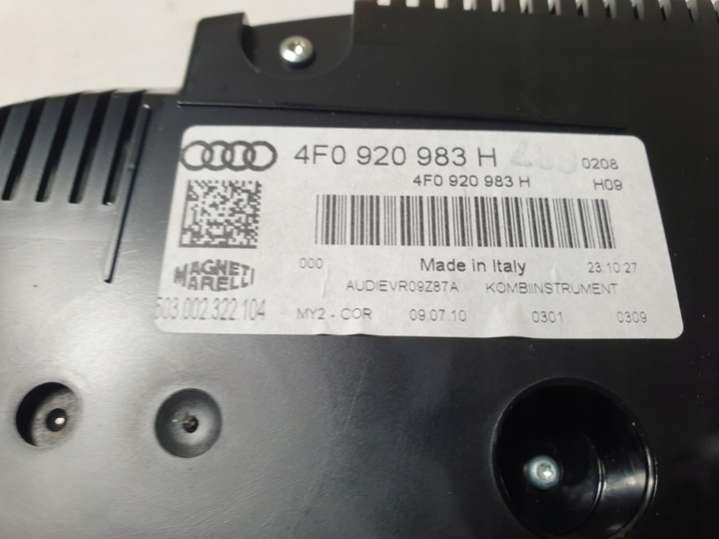 4F0 920 983 H 0208
4F0 920 983 H H09
000 Made in Italy 23:10:27
MAGNETI
MARELLI
AUDIEVR09Z87A KOMBIINSTRUMENT
503.002.322.104
MY2 - COR 09.07.10 0301 0309